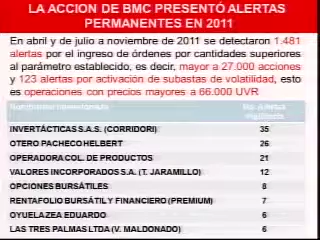 LA ACCION DE BMC PRESENTÓ ALERTAS
PERMANENTES EN 2011
En abril y de julio a noviembre de 2011 se detectaron 1.481
alertas por el ingreso de órdenes por cantidades superiores
al parámetro establecido, es decir, mayor a 27.000 acciones
y 123 alertas por activación de subastas de volatilidad, esto
es operaciones con precios mayores a 66.000 UVR
No. Alertas
INVERTÁCTICAS S.A.S. (CORRIDORI) 35
OTERO PACHECO HELBERT 26
OPERADORA COL. DE PRODUCTOS 21
VALORES INCORPORADOS S.A. (T. JARAMILLO) 12
OPCIONES BURSÁTILES 8
RENTAFOLIO BURSÁTIL Y FINANCIERO (PREMIUM) 7
OYUELAZEA EDUARDO 6
LAS TRES PALMAS LTDA (V. MALDONADO) 6